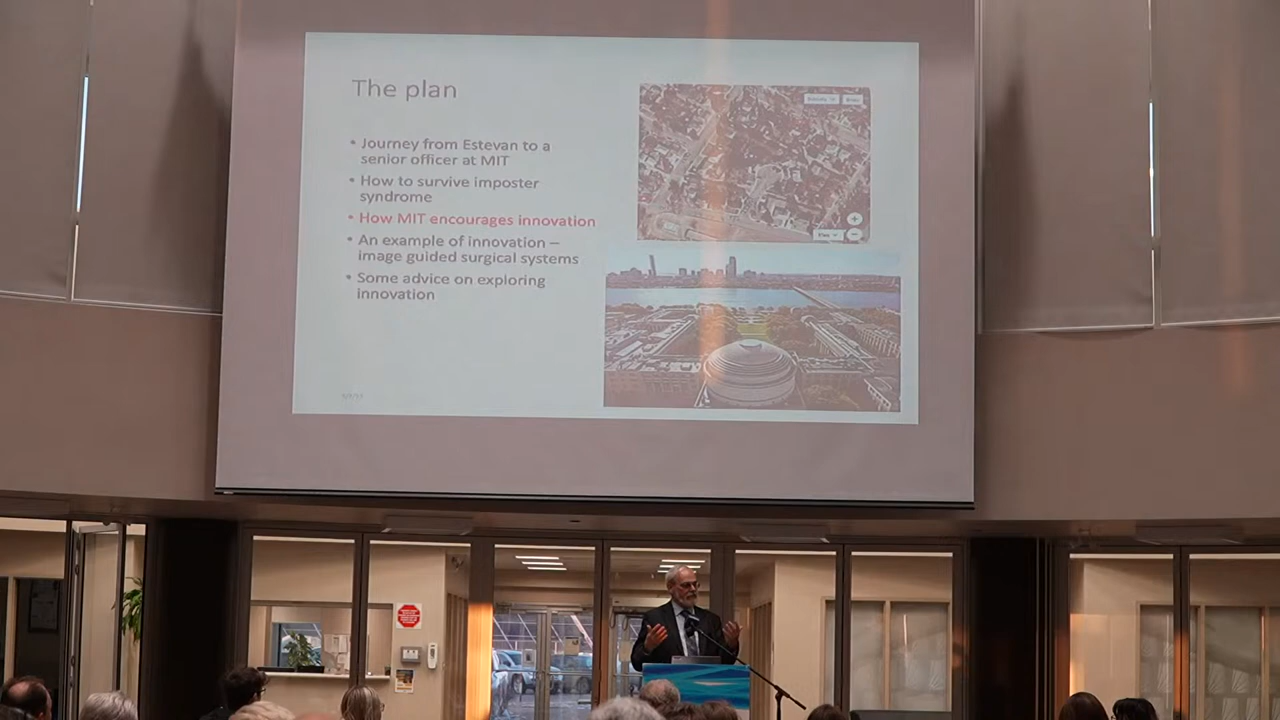 The plan
• Journey from Estevan to a
senior officer at MIT
• How to survive imposter
syndrome
• How MIT encourages innovation
• An example of innovation –
image guided surgical systems
• Some advice on exploring
innovation